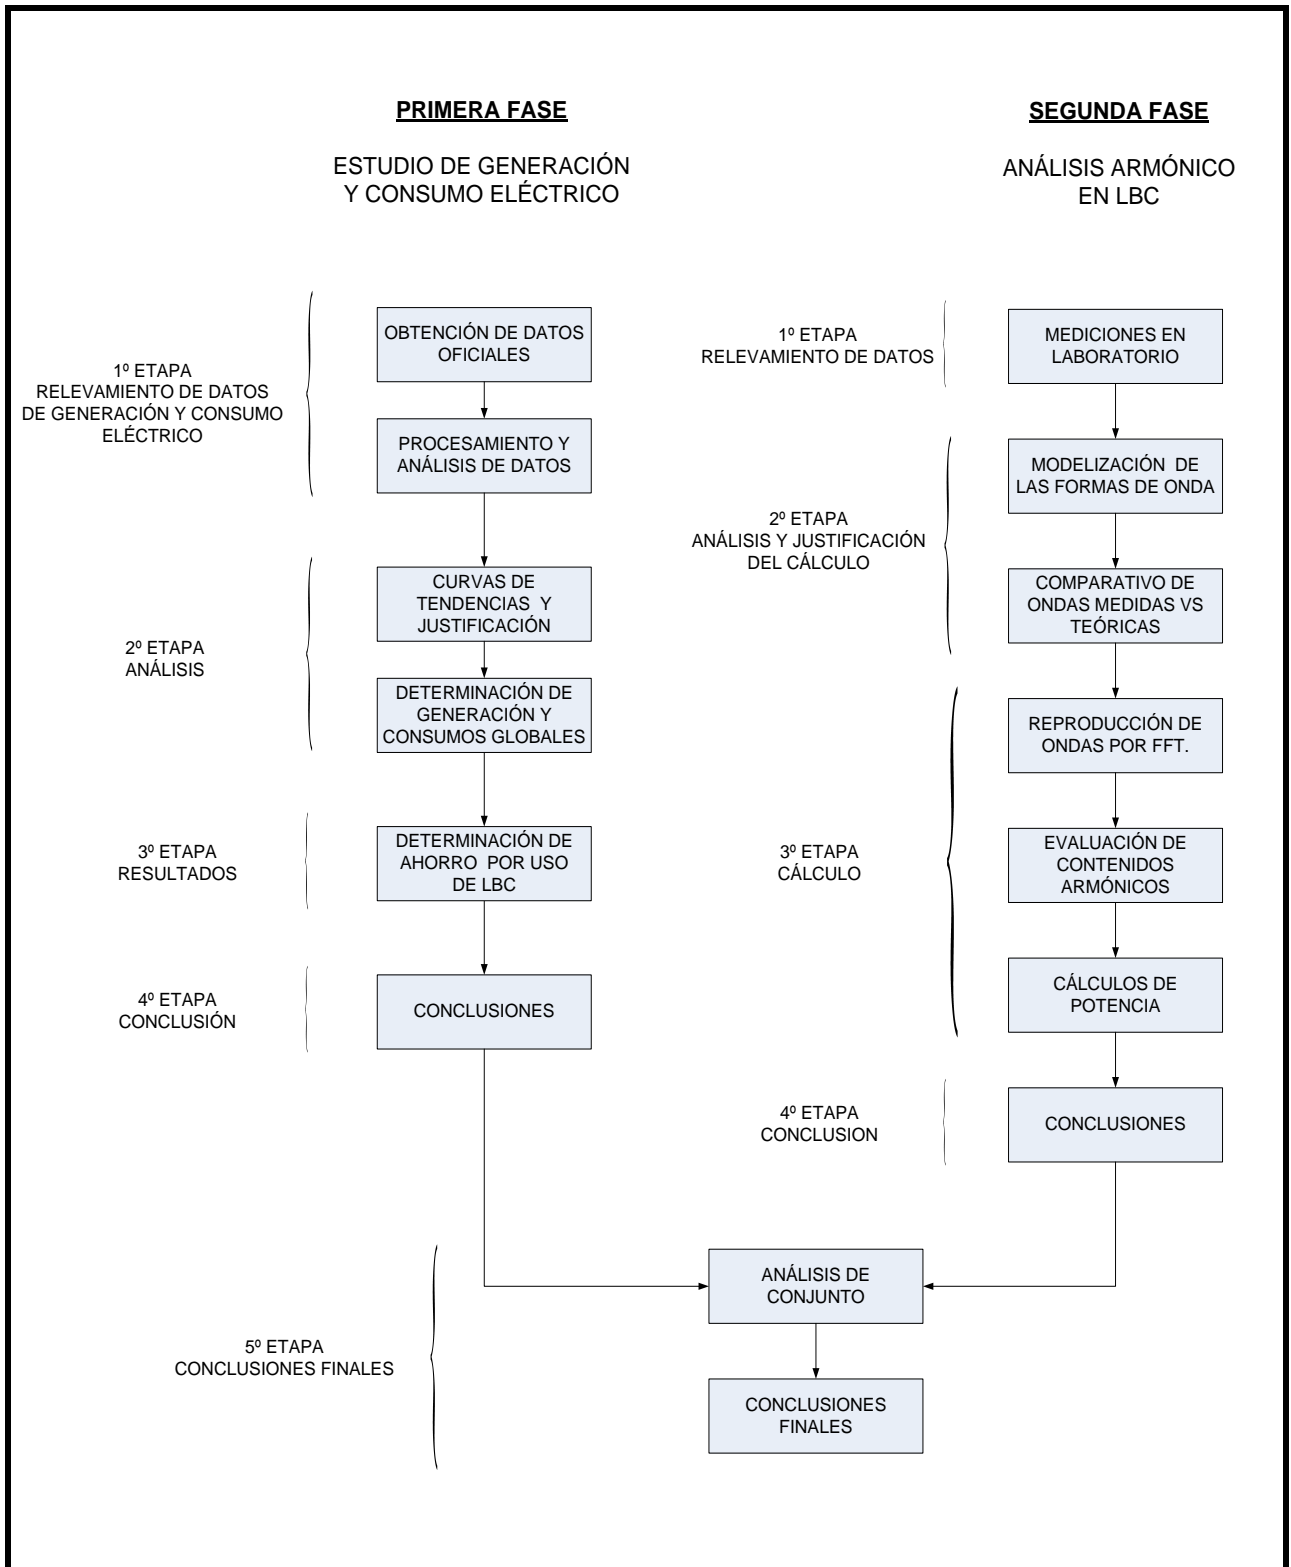 PRIMERA FASE
ESTUDIO DE GENERACIÓN
Y CONSUMO ELÉCTRICO
1º ETAPA
RELEVAMIENTO DE DATOS
DE GENERACIÓN Y CONSUMO
ELÉCTRICO
OBTENCIÓN DE DATOS
OFICIALES
PROCESAMIENTO Y
ANÁLISIS DE DATOS
2º ETAPA
ANÁLISIS
CURVAS DE
TENDENCIAS Y
JUSTIFICACIÓN
DETERMINACIÓN DE
GENERACIÓN Y
CONSUMOS GLOBALES
3º ETAPA
RESULTADOS
DETERMINACIÓN DE
AHORRO POR USO
DE LBC
4º ETAPA
CONCLUSIÓN
CONCLUSIONES
SEGUNDA FASE
ANÁLISIS ARMÓNICO
EN LBC
1º ETAPA
RELEVAMIENTO DE DATOS
MEDICIONES EN
LABORATORIO
2º ETAPA
ANÁLISIS Y JUSTIFICACIÓN
DEL CÁLCULO
MODELIZACIÓN DE
LAS FORMAS DE ONDA
COMPARATIVO DE
ONDAS MEDIDAS VS
TEÓRICAS
3º ETAPA
CÁLCULO
REPRODUCCIÓN DE
ONDAS POR FFT.
EVALUACIÓN DE
CONTENIDOS
ARMÓNICOS
CÁLCULOS DE
POTENCIA
4º ETAPA
CONCLUSION
CONCLUSIONES
5º ETAPA
CONCLUSIONES FINALES
ANÁLISIS DE
CONJUNTO
CONCLUSIONES
FINALES